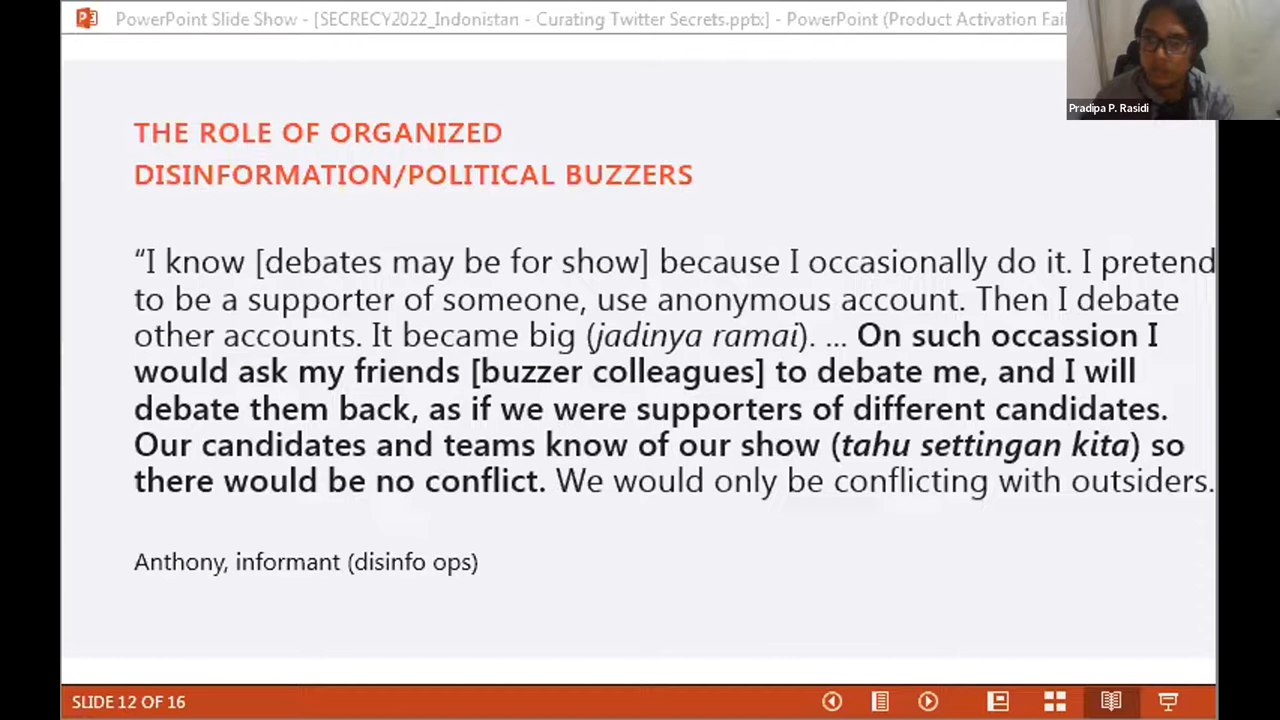 PowerPoint Slide Show - [SECRECY2022_Indonistan - Curating Twitter Secrets.pptx] - PowerPoint (Product Activation Fai
Pradipa P. Rasidi
THE ROLE OF ORGANIZED
DISINFORMATION/POLITICAL BUZZERS
“I know [debates may be for show] because I occasionally do it. I pretend
to be a supporter of someone, use anonymous account. Then I debate
other accounts. It became big (jadinya ramai). ... On such occassion I
would ask my friends [buzzer colleagues] to debate me, and I will
debate them back, as if we were supporters of different candidates.
Our candidates and teams know of our show (tahu settingan kita) so
there would be no conflict. We would only be conflicting with outsiders.
Anthony, informant (disinfo ops)
SLIDE 12 OF 16